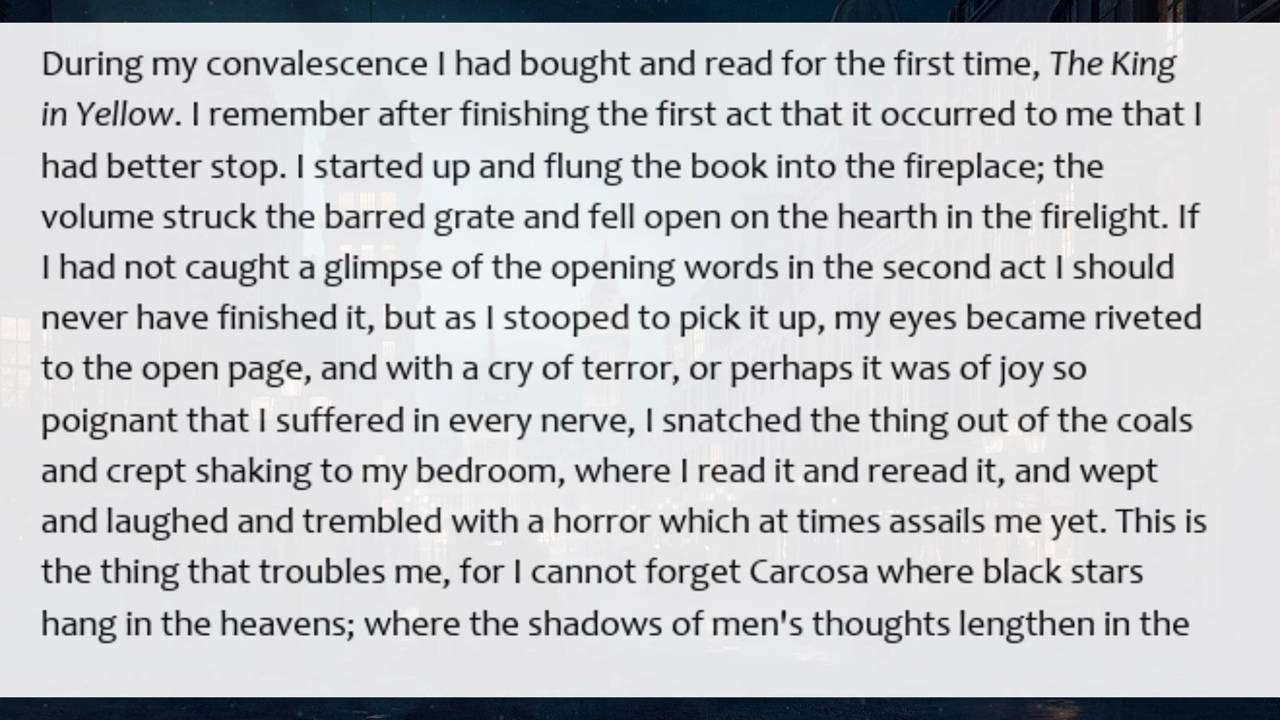 During my convalescence I had bought and read for the first time, The King
in Yellow. I remember after finishing the first act that it occurred to me that I
had better stop. I started up and flung the book into the fireplace; the
volume struck the barred grate and fell open on the hearth in the firelight. If
I had not caught a glimpse of the opening words in the second act I should
never have finished it, but as I stooped to pick it up, my eyes became riveted
to the open page, and with a cry of terror, or perhaps it was of joy so
poignant that I suffered in every nerve, I snatched the thing out of the coals
and crept shaking to my bedroom, where I read it and reread it, and wept
and laughed and trembled with a horror which at times assails me yet. This is
the thing that troubles me, for I cannot forget Carcosa where black stars
hang in the heavens; where the shadows of men's thoughts lengthen in the